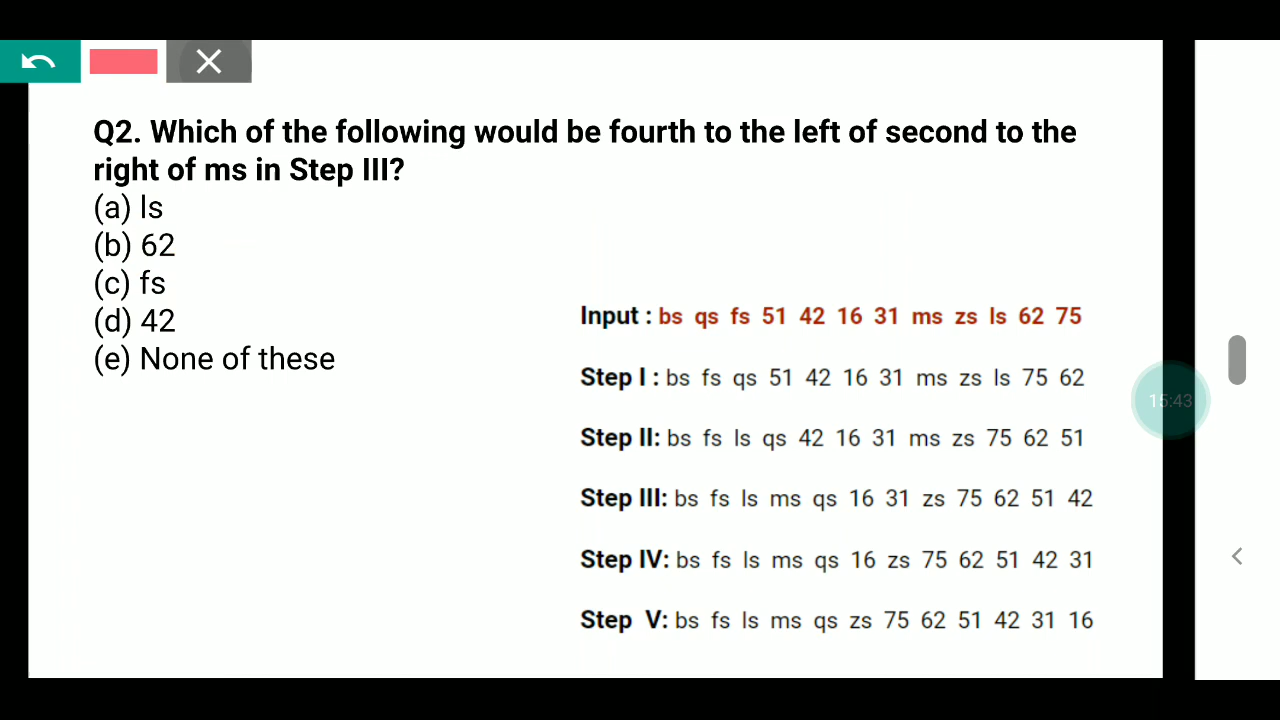 Q2. Which of the following would be fourth to the left of second to the
right of ms in Step III?
(a) ls
(b) 62
(c) fs
(d) 42
(e) None of these
Input : bs qs fs 51 42 16 31 ms zs ls 62 75
Step I : bs fs qs 51 42 16 31 ms zs ls 75 62
Step II: bs fs ls qs 42 16 31 ms zs 75 62 51
Step III: bs fs ls ms qs 16 31 zs 75 62 51 42
Step IV: bs fs ls ms qs 16 zs 75 62 51 42 31
Step V: bs fs ls ms qs zs 75 62 51 42 31 16
15:43